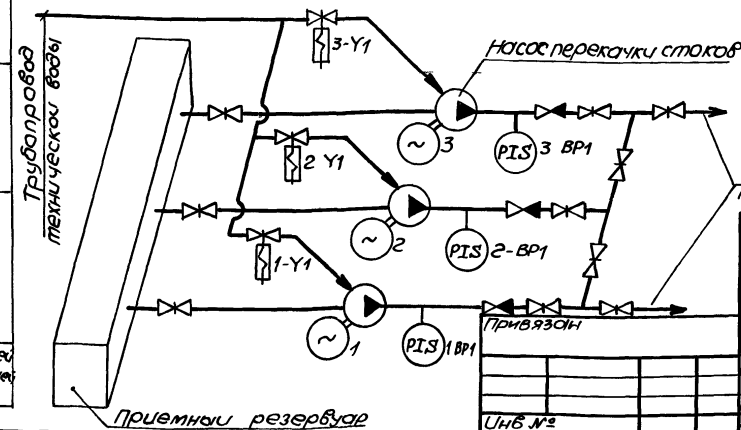 Трубопровод
технической воды
3-Y1
Насос перекачки стоков
~
3
PIS
3 BP1
2 Y1
~
2
PIS
2-BP1
1-Y1
~
1
PIS
1 BP1
Привязан
Инв №
Приемный резервуар